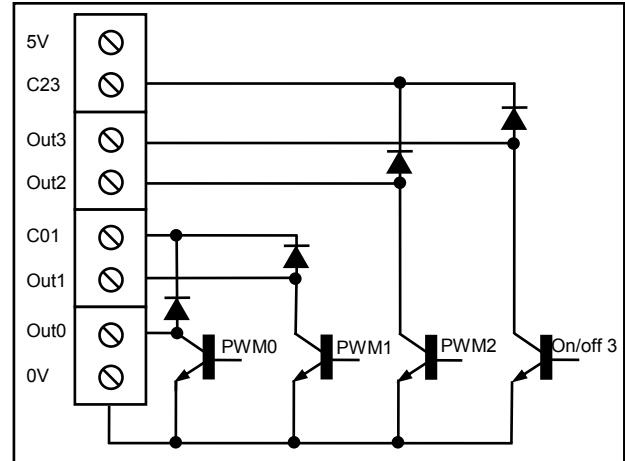 5V
C23
Out3
Out2
C01
Out1
Out0
0V
PWM0
PWM1
PWM2
On/off 3